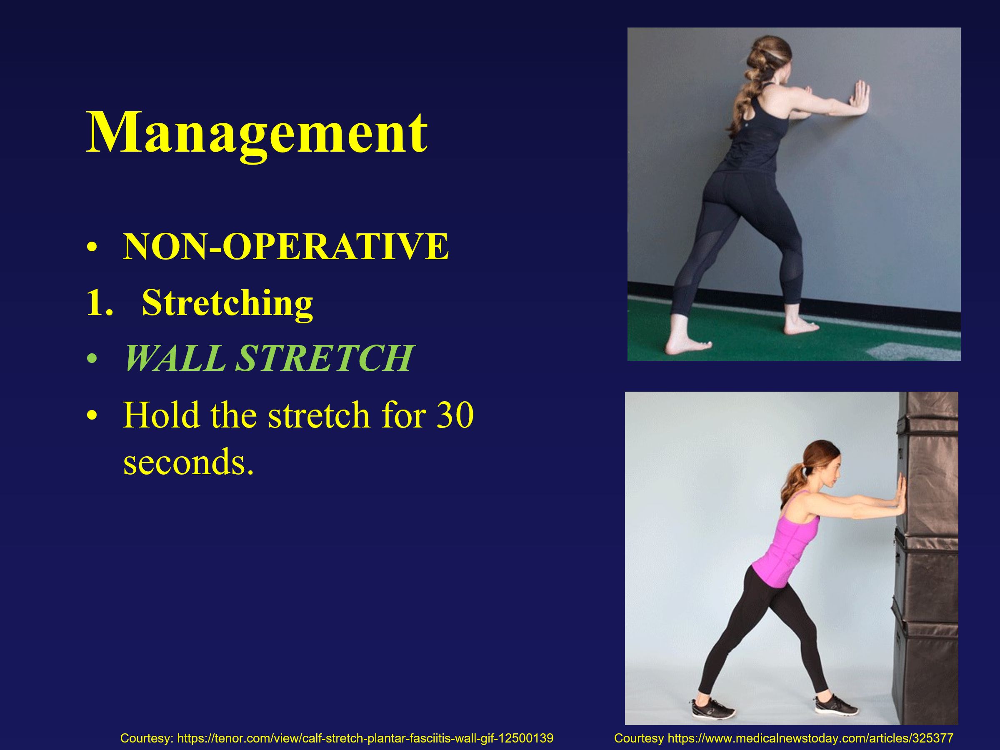 Management
• NON-OPERATIVE
1. Stretching
• WALL STRETCH
• Hold the stretch for 30
seconds.
Courtesy: https://tenor.com/view/calf-stretch-plantar-fasciitis-wall-gif-12500139
Courtesy https://www.medicalnewstoday.com/articles/325377